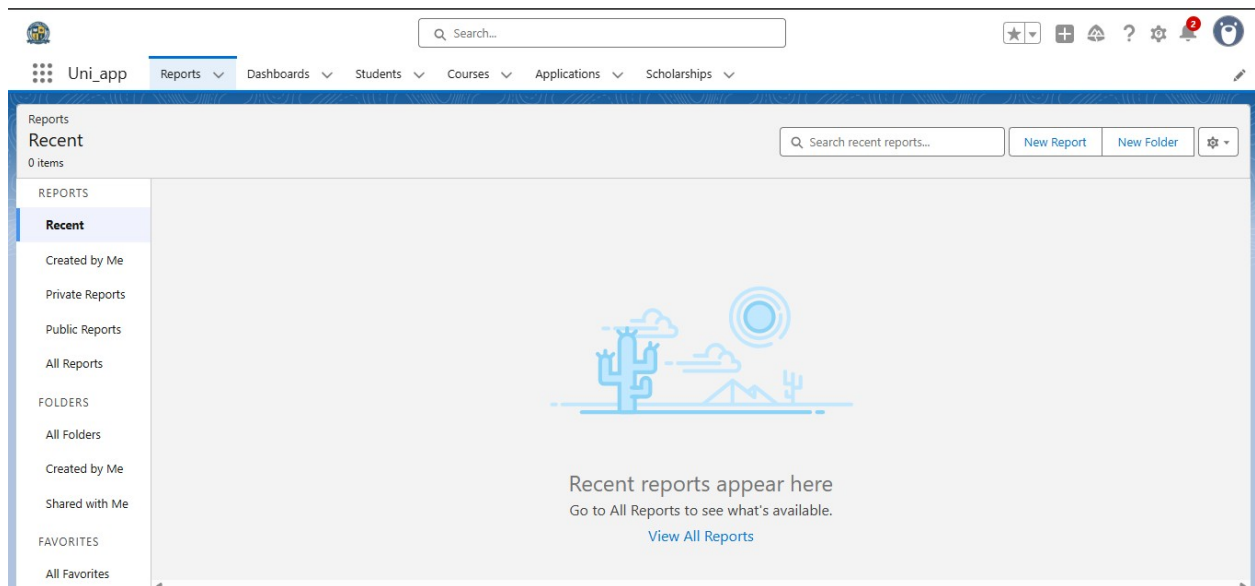 Search...
2
Uni_app Reports Dashboards Students Courses Applications Scholarships
Reports
Recent
0 items
Search recent reports... New Report New Folder
REPORTS
Recent
Created by Me
Private Reports
Public Reports
All Reports
FOLDERS
All Folders
Created by Me
Shared with Me
FAVORITES
All Favorites
Recent reports appear here
Go to All Reports to see what's available.
View All Reports